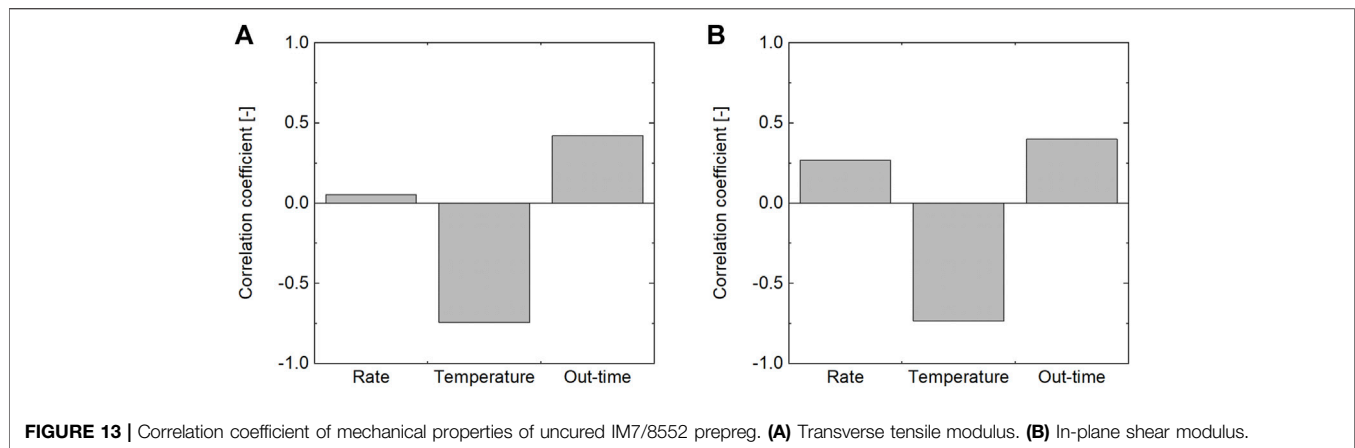 A
1.0
0.5
0.0
-0.5
-1.0
Correlation coefficient [-]
Rate Temperature Out-time
B
1.0
0.5
0.0
-0.5
-1.0
Correlation coefficient [-]
Rate Temperature Out-time
FIGURE 13 | Correlation coefficient of mechanical properties of uncured IM7/8552 prepreg. (A) Transverse tensile modulus. (B) In-plane shear modulus.